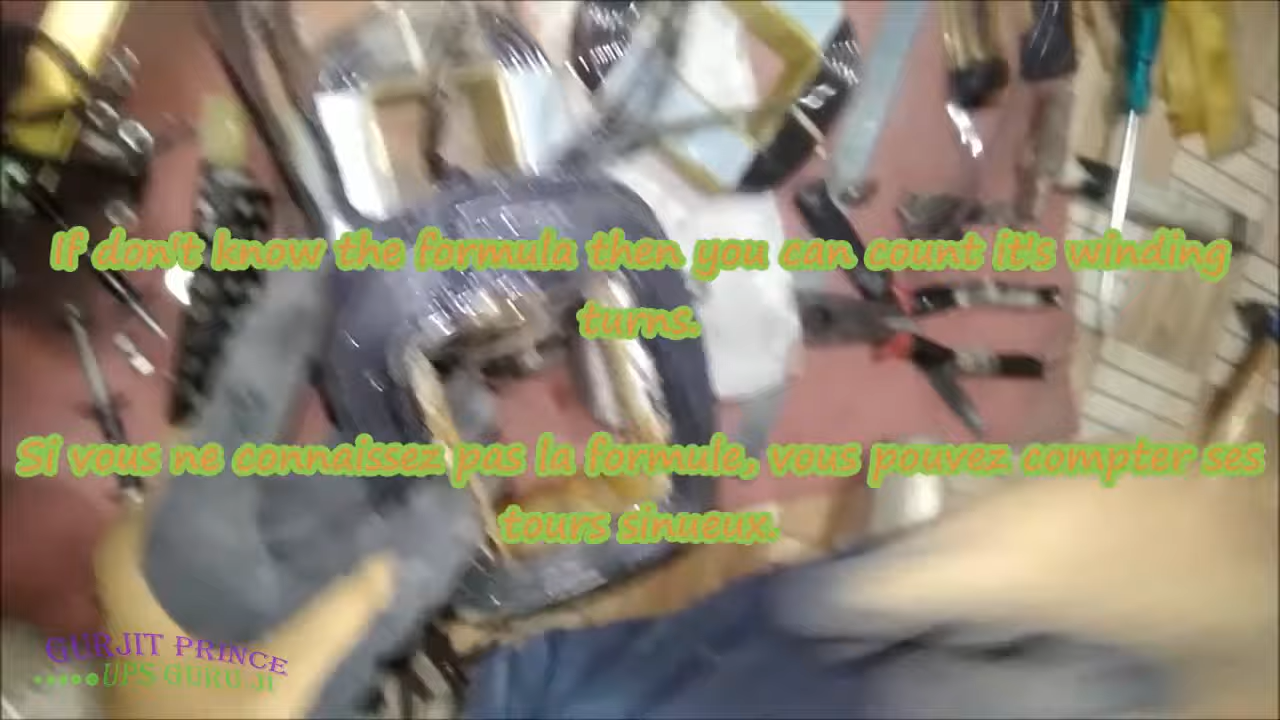 If don't know the formula then you can count it's winding
turns.
Si vous ne connaissez pas la formule, vous pouvez compter ses
tours sinueux.
GURJIT PRINCE
UPS GURU JI